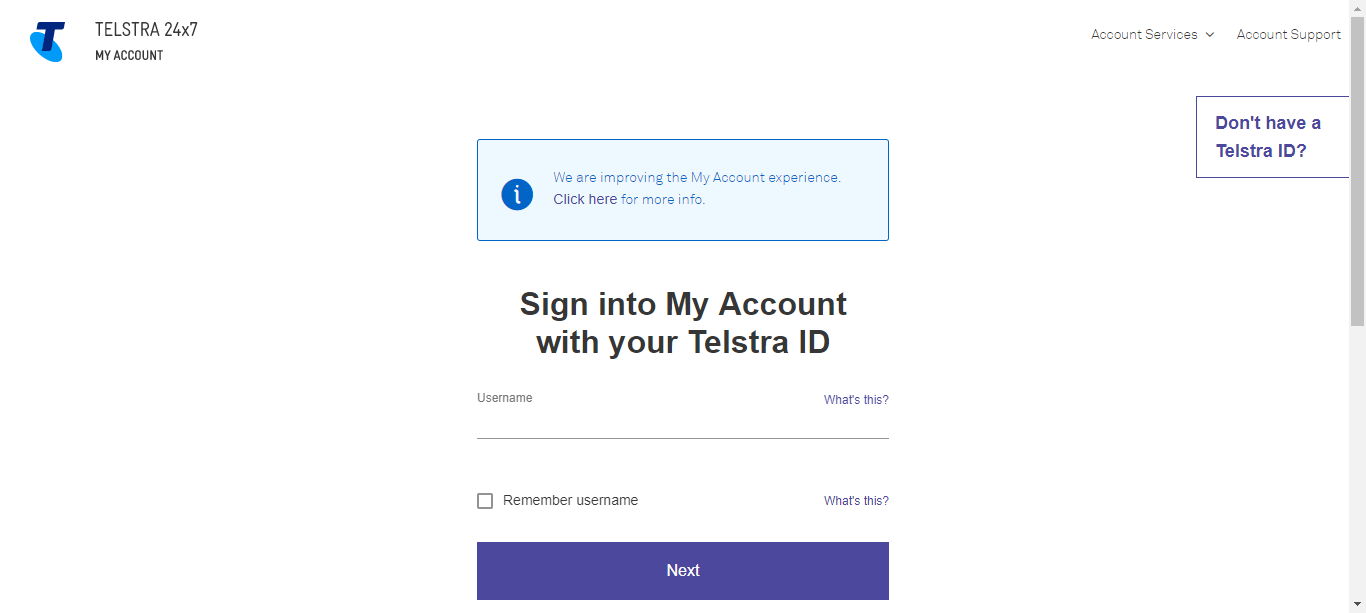 TELSTRA 24x7
MY ACCOUNT
Account Services
Account Support
Don't have a
Telstra ID?
We are improving the My Account experience.
Click here for more info.
Sign into My Account
with your Telstra ID
Username
What's this?
Remember username
What's this?
Next